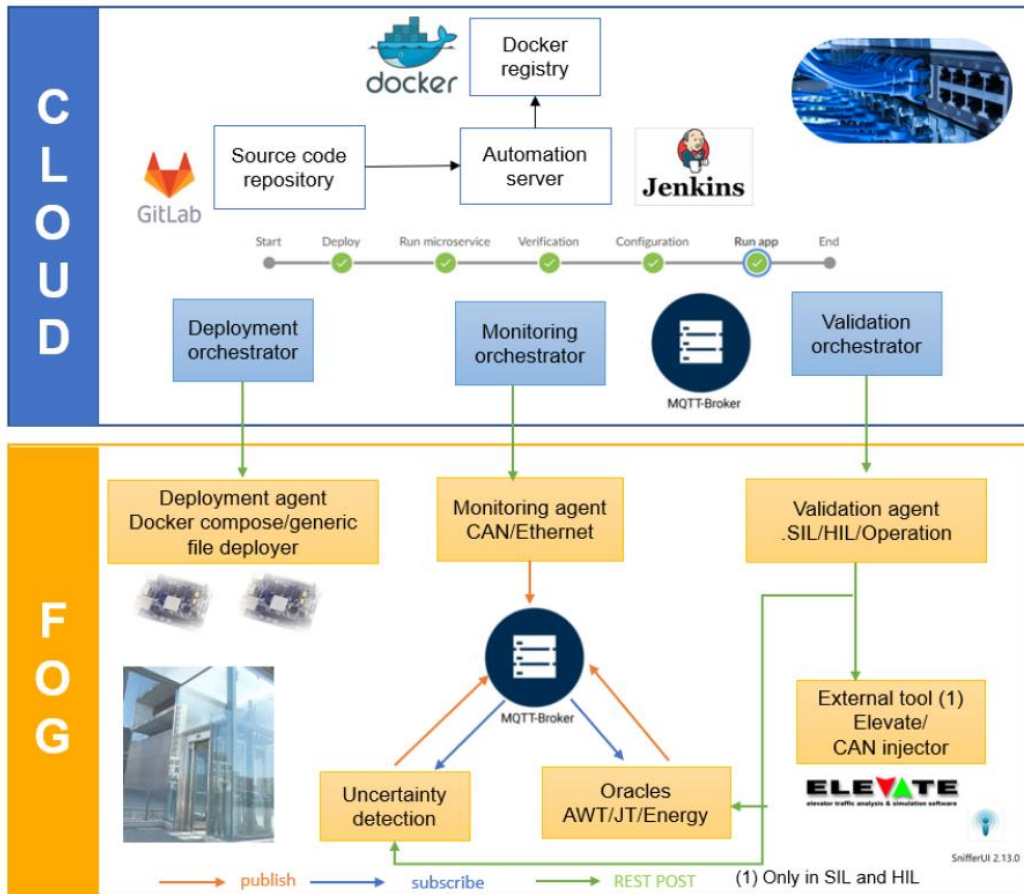 CLOUD
docker
Docker
registry
GitLab
Source code
repository
Automation
server
Jenkins
Start
Deploy
Run microservice
Verification
Configuration
Run app
End
Deployment
orchestrator
Monitoring
orchestrator
MQTT-Broker
Validation
orchestrator
FOG
Deployment agent
Docker compose/generic
file deployer
Monitoring agent
CAN/Ethernet
Validation agent
.SIL/HIL/Operation
MQTT-Broker
External tool (1)
Elevate/
CAN injector
ELEVATE
elevator traffic analysis & simulation software
Uncertainty
detection
Oracles
AWT/JT/Energy
SnifferUI 2.13.0
publish
subscribe
REST POST
(1) Only in SIL and HIL